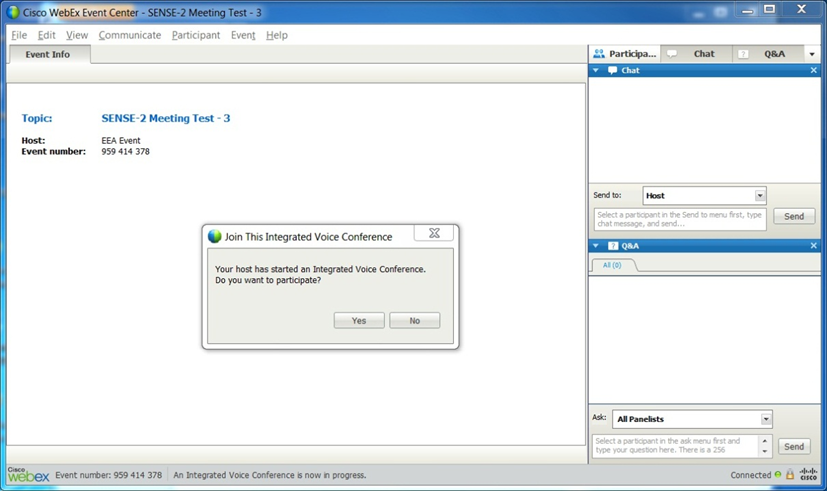 Cisco WebEx Event Center - SENSE-2 Meeting Test - 3
File Edit View Communicate Participant Event Help
Event Info
Participa... Chat Q&A
Chat
Topic: SENSE-2 Meeting Test - 3
Host: EEA Event
Event number: 959 414 378
Send to: Host
Select a participant in the Send to menu first, type
chat message, and send...
Send
Join This Integrated Voice Conference
Your host has started an Integrated Voice Conference.
Do you want to participate?
Yes No
Q&A
All (0)
Ask: All Panelists
Select a participant in the ask menu first and
type your question here. There is a 256
Send
Cisco
webex Event number: 959 414 378 An Integrated Voice Conference is now in progress. Connected
CISCO